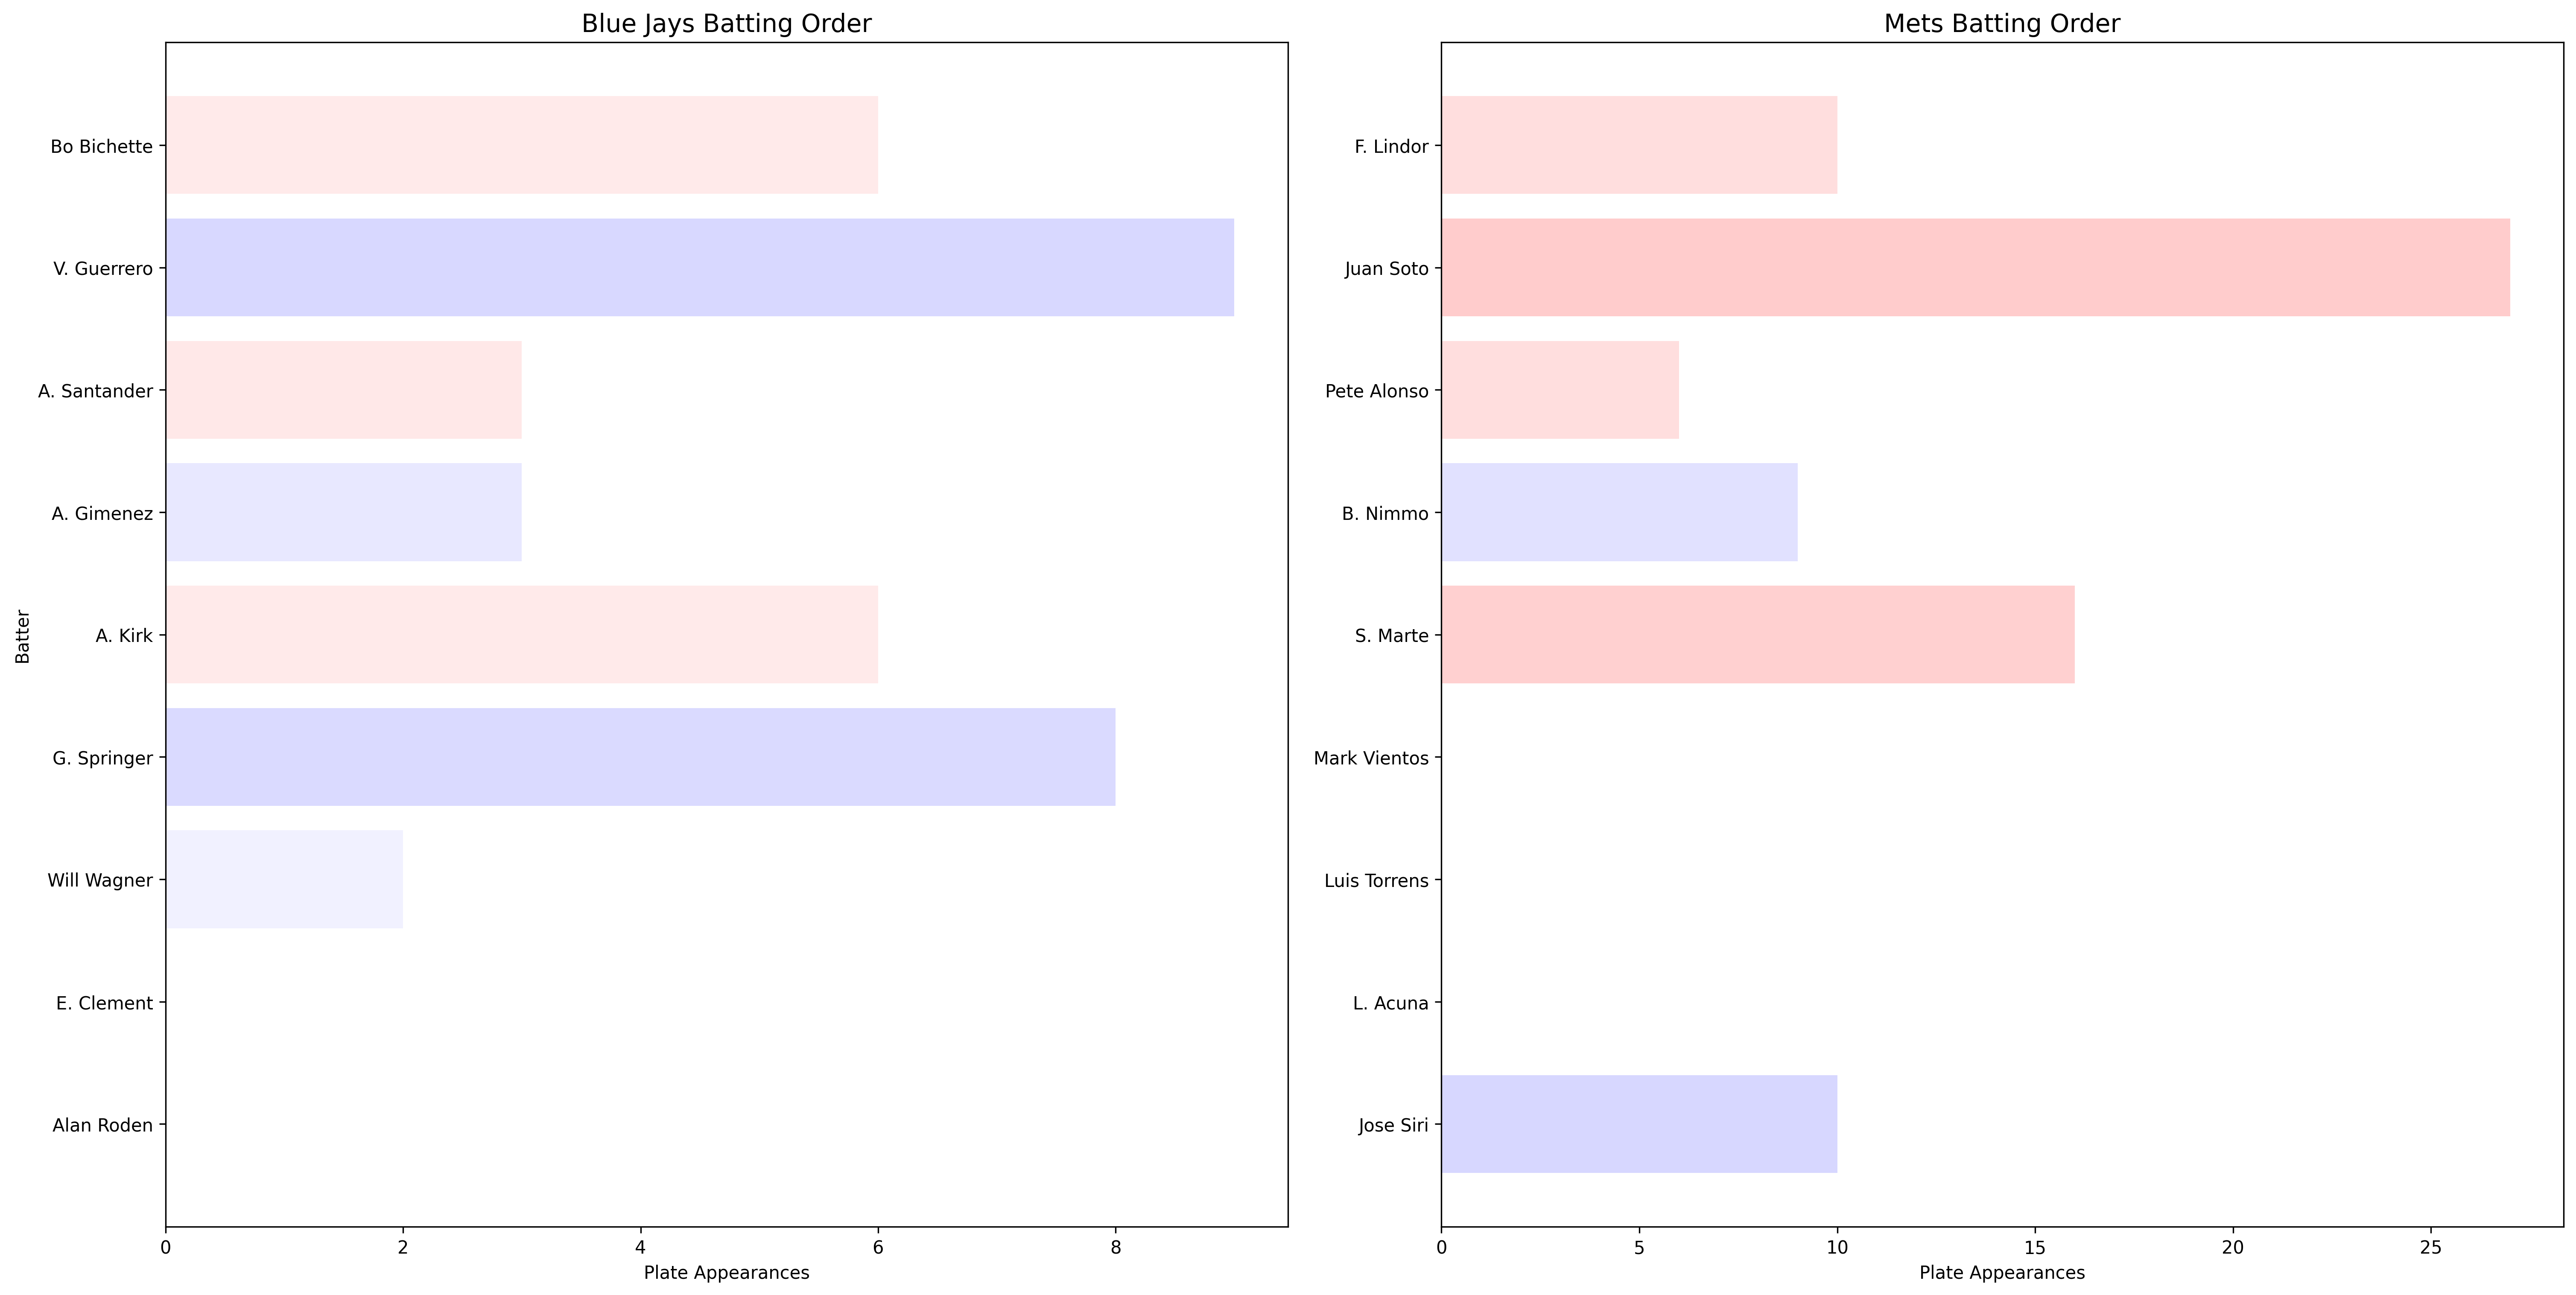 Blue Jays Batting Order
Batter
Bo Bichette
V. Guerrero
A. Santander
A. Gimenez
A. Kirk
G. Springer
Will Wagner
E. Clement
Alan Roden
0 2 4 6 8
Plate Appearances
Mets Batting Order
F. Lindor
Juan Soto
Pete Alonso
B. Nimmo
S. Marte
Mark Vientos
Luis Torrens
L. Acuna
Jose Siri
0 5 10 15 20 25
Plate Appearances